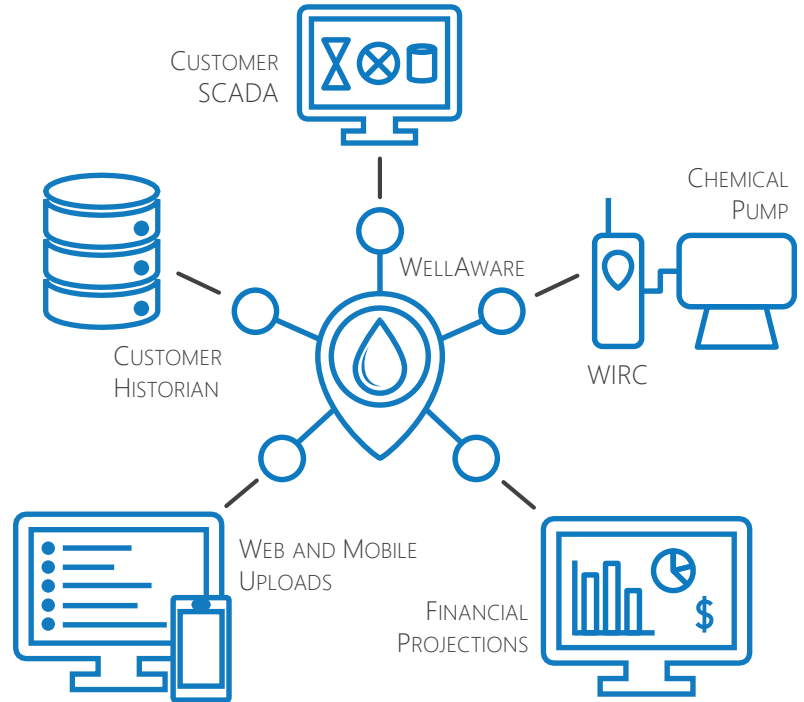 CUSTOMER
SCADA
CHEMICAL
PUMP
WELLAWARE
WIRC
CUSTOMER
HISTORIAN
WEB AND MOBILE
UPLOADS
$
FINANCIAL
PROJECTIONS